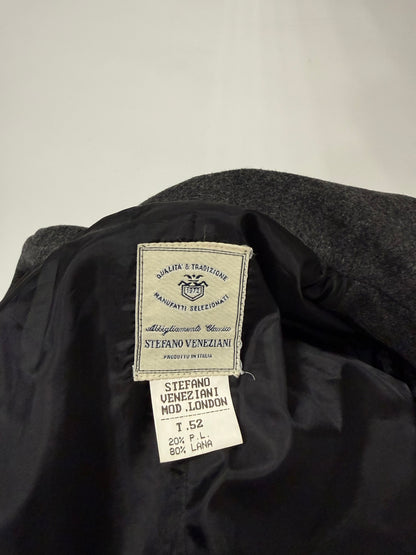 QUALITÀ & TRADIZIONE
1973
MANUFATTI SELEZIONATI
Abbigliamento Classico
STEFANO VENEZIANI
PRODOTTO IN ITALIA
STEFANO
VENEZIANI
MOD.LONDON
T.52
20% P.L.
80% LANA